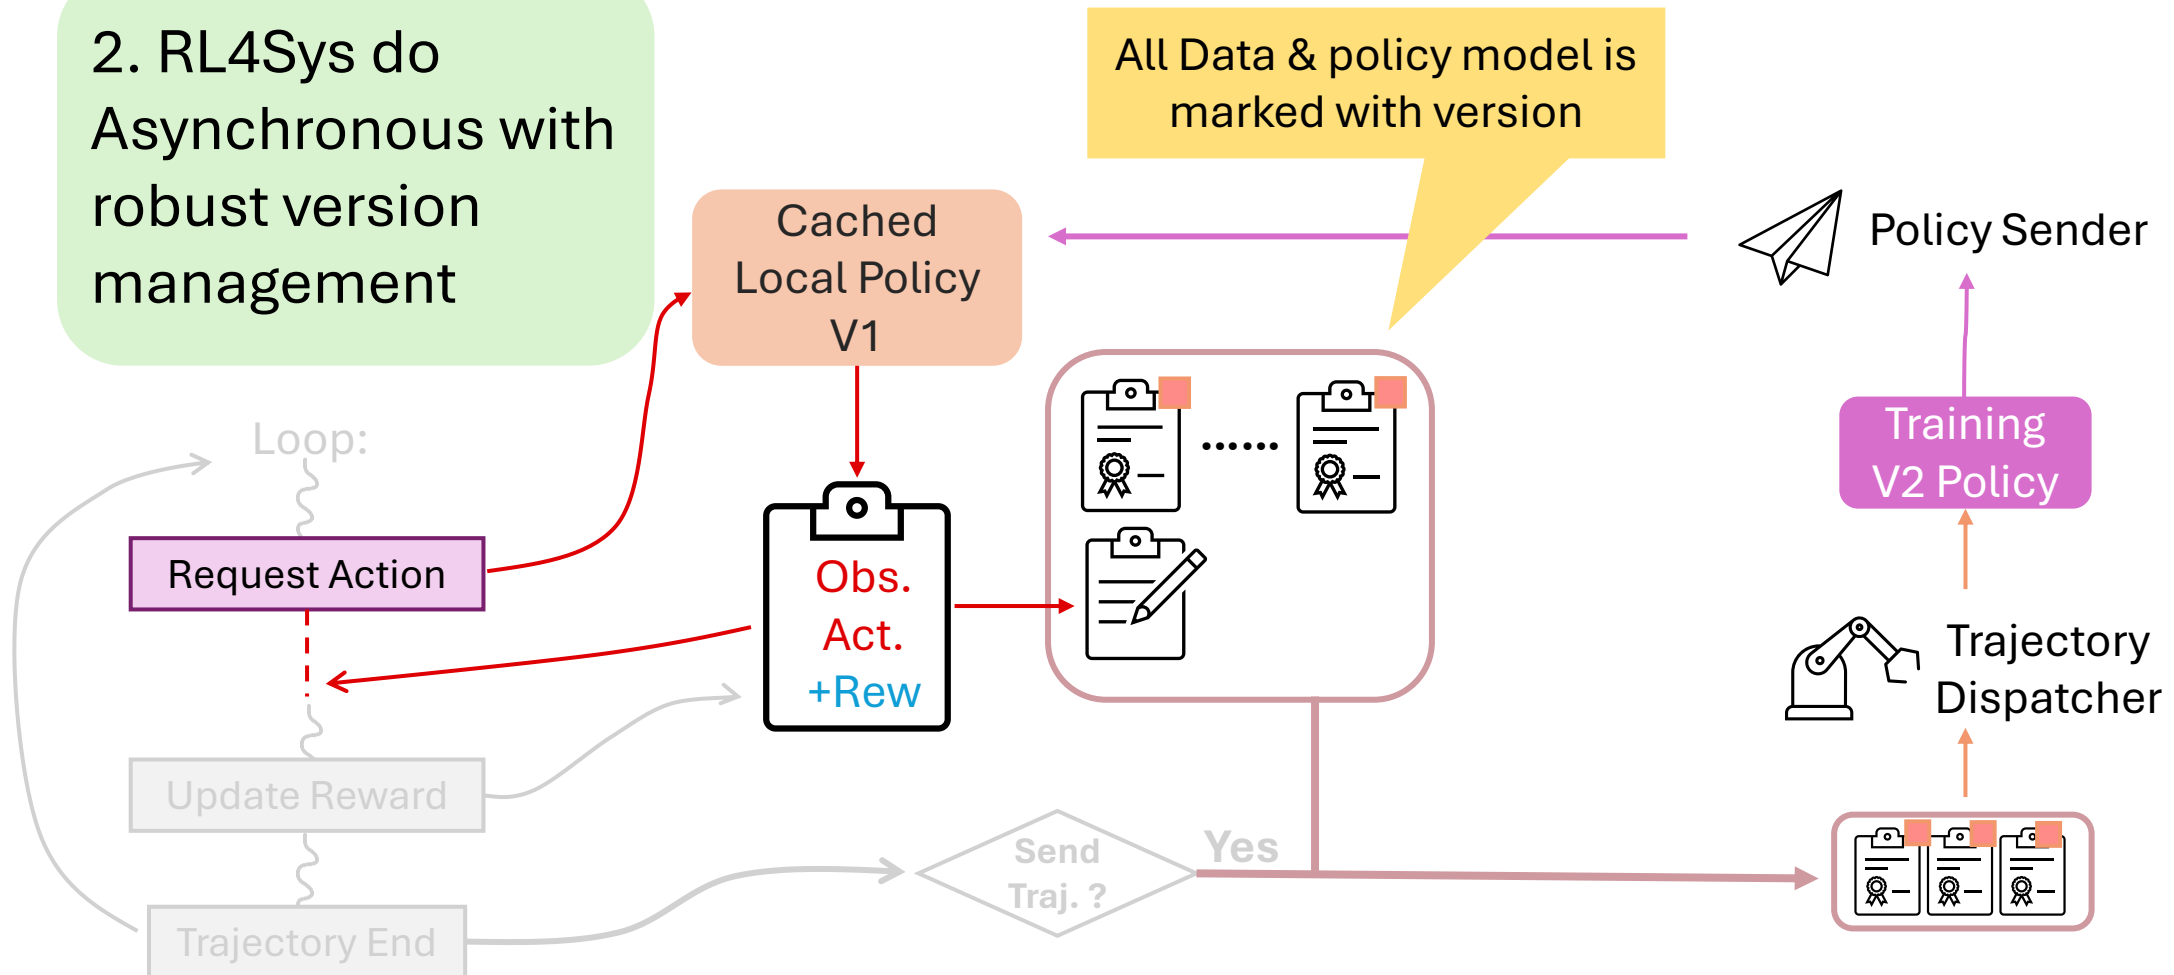 2. RL4Sys do
Asynchronous with
robust version
management
All Data & policy model is
marked with version
Cached
Local Policy
V1
Policy Sender
Loop:
Training
V2 Policy
Request Action
Obs.
Act.
+Rew
Trajectory
Dispatcher
Update Reward
Send
Traj. ?
Yes
Trajectory End